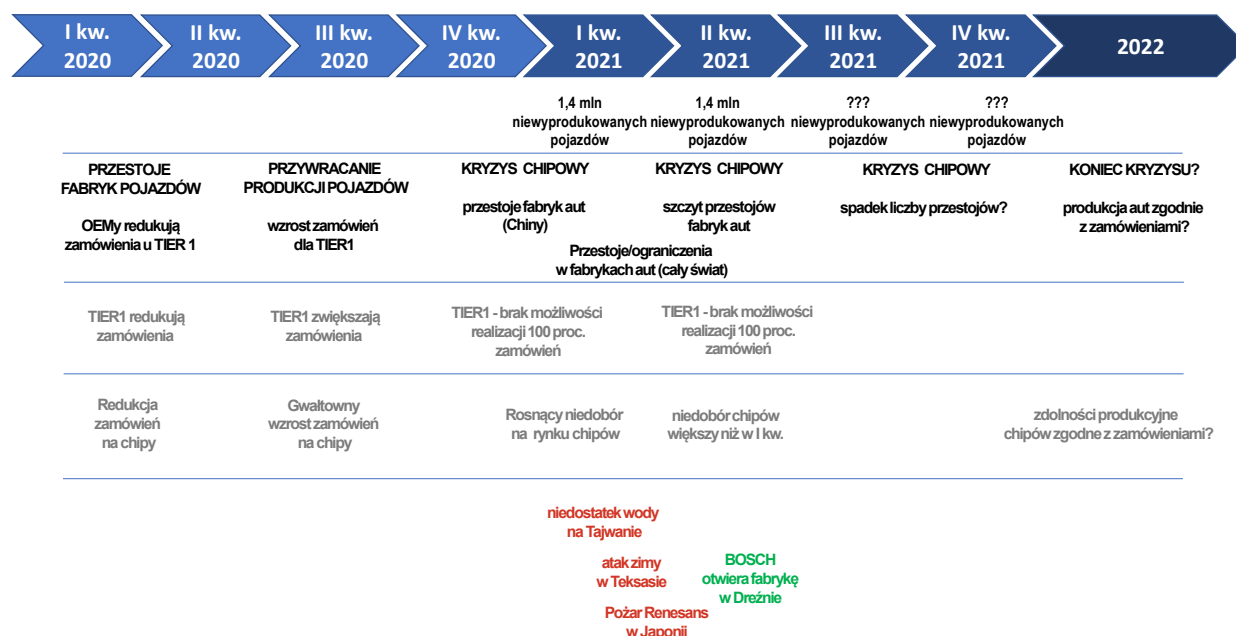 I kw.
2020
II kw.
2020
III kw.
2020
IV kw.
2020
I kw.
2021
II kw.
2021
III kw.
2021
IV kw.
2021
2022
1,4 mln
niewyprodukowanych
pojazdów
1,4 mln
niewyprodukowanych
pojazdów
???
niewyprodukowanych
pojazdów
???
niewyprodukowanych
pojazdów
PRZESTOJE
FABRYK POJAZDÓW
OEMy redukują
zamówienia u TIER 1
PRZYWRACANIE
PRODUKCJI POJAZDÓW
wzrost zamówień
dla TIER1
KRYZYS CHIPOWY
przestoje fabryk aut
(Chiny)
KRYZYS CHIPOWY
szczyt przestojów
fabryk aut
Przestoje/ograniczenia
w fabrykach aut (cały świat)
KRYZYS CHIPOWY
spadek liczby przestojów?
KONIEC KRYZYSU?
produkcja aut zgodnie
z zamówieniami?
TIER1 redukują
zamówienia
TIER1 zwiększają
zamówienia
TIER1 - brak możliwości
realizacji 100 proc.
zamówień
TIER1 - brak możliwości
realizacji 100 proc.
zamówień
Redukcja
zamówień
na chipy
Gwałtowny
wzrost zamówień
na chipy
Rosnący niedobór
na rynku chipów
niedobór chipów
większy niż w I kw.
zdolności produkcyjne
chipów zgodne z zamówieniami?
niedostatek wody
na Tajwanie
atak zimy
w Teksasie
Pożar Renesans
w Japonii
BOSCH
otwiera fabrykę
w Dreźnie